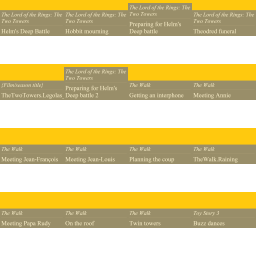 The Lord of the Rings: The
Two Towers
Helm's Deep Battle
The Lord of the Rings: The
Two Towers
Hobbit mourning
The Lord of the Rings: The
Two Towers
Preparing for Helm's
Deep battle
The Lord of the Rings: The
Two Towers
Theodred funeral
[Film/season title]
TheTwoTowers.Legolas_
The Lord of the Rings: The
Two Towers
Preparing for Helm's
Deep battle 2
The Walk
Getting an interphone
The Walk
Meeting Annie
The Walk
Meeting Jean-François
The Walk
Meeting Jean-Louis
The Walk
Planning the coup
The Walk
TheWalk.Raining
The Walk
Meeting Papa Rudy
The Walk
On the roof
The Walk
Twin towers
Toy Story 3
Buzz dances